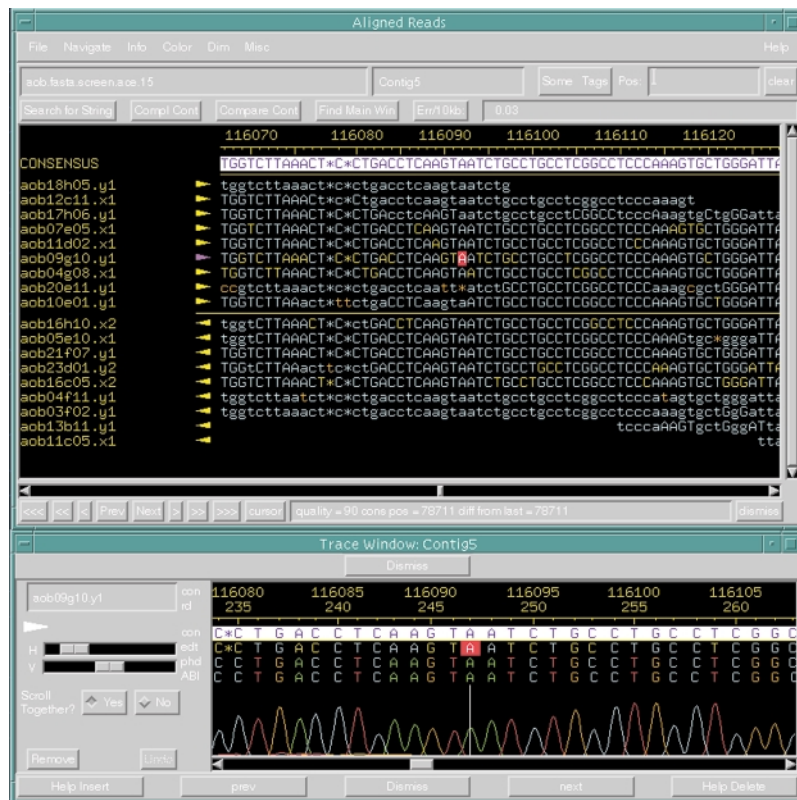 Aligned Reads
File Navigate Info Color Dim Misc Help
aob.fasta.screen.ace.15 Contig5 Some Tags Pos: clear
Search for String Compl Cont Compare Cont Find Main Win Err/10kb 0.03
116070 116080 116090 116100 116110 116120
CONSENSUS TGGTCTTAAACT*C*CTGACCTCAAGTAATCTGCCTGCCTCGGCCTCCCAAAGTGCTGGGATTA
aob18h05.y1 tggtcttaaact*c*ctgacctcaagtaatctg
aob12c11.x1 TGGTCTTAAACT*C*CTGACCTCAAGTAatctgcctgcctcggcctcccaaagt
aob17h06.y1 TGGTCTTAAACT*C*CTGAcctcAAGTaatctgcctgcctCGGCCTCCCAaagtgCtgGGatta
aob07e05.x1 TGGTCTTAAACT*C*CTGACCTCAAGTAATCTGCCTGCCTCGGCCTCCCAAAGTGCTGGGATTA
aob11d02.x1 TGGTCTTAAACT*C*CTGACCTCAAGTAATCTGCCTGCCTCGGCCTCCCAAAGTGCTGGGATTA
aob09g10.y1 TGGTCTTAAACT*C*CTGACCTCAAGTAATCTGCCTGCCTCGGCCTCCCAAAGTGCTGGGATTA
aob04g08.x1 TGGTCTTAAACT*C*CTGACCTCAAGTAATCTGCCTGCCTCGGCCTCCCAAAGTGCTGGGATTA
aob20e11.y1 ccgtcttaaact*c*ctgacctcaatt*atctGCCTGCCTCGGCCTCCCaaagcgcTgGGATTA
aob10e01.y1 TGGTCTTAAact*ttctgaCCTCAagtaATCTGCCTGCCTCGGCCTCCCAAAGTGCTGGGATTA
aob16h10.x2 tggtCTTAAACT*C*ctGACCTCAAGTAATCTGCCTGCCTCGGCCTCCCAAAGTGCTGGGATTA
aob05e10.x1 tggtCTTAAACT*C*CTGACCTCAAGTAATCTGCCTGCCTCGGCCTCCCAAAGTgc*ggggATTA
aob21f07.y1 TGGTCTTAAACT*C*CTGACCTCAAGTAATCTGCCTGCCTCGGCCTCCCAAAGTGCTGGGATTA
aob23d01.y2 TGGtCTTAAacttc*ctGACCTCAAGTAATCTGCCTGCCTCGGCCTCCCAAAGTGCTGGGATTA
aob16c05.x2 TGGTCTTAAACT*C*CTGACCTCAAGTAATCTGCCTGCCTCGGCCTCCCAAAGTGCTGGGATTA
aob04f11.y1 tggtcttaatct*c*ctgacctcaagtaatctgcctgcctcggcctcccatagtgctgggatta
aob03f02.y1 tggtcttaaact*c*ctgacctcaagtaatctgcctgcctcggcctcccaaagtgctGgGatta
aob13b11.y1 tcccaAAGTgctGggATta
aob11c05.x1 tta
<<< << < Prev Next > >> >>> cursor quality = 90 cons pos = 78711 diff from last = 78711 dismiss
Trace Window: Contig5
Dismiss
aob09g10.y1
con 116080 116085 116090 116095 116100 116105
rd 235 240 245 250 255 260
con C*CTGACCTCAAGTAATCTGCCTGCCTCGGC
H edt C*CTGACCTCAAGTAATCTGCCTGCCTCGGC
V phd CCTGACCTCAAGTAATCTGCCTGCCTCGGC
ABI CCTGACCTCAAGTAATCTGCCTGCCTCGGC
Scroll Together? Yes No
Remove Undo
Help Insert prev Dismiss next Help Delete